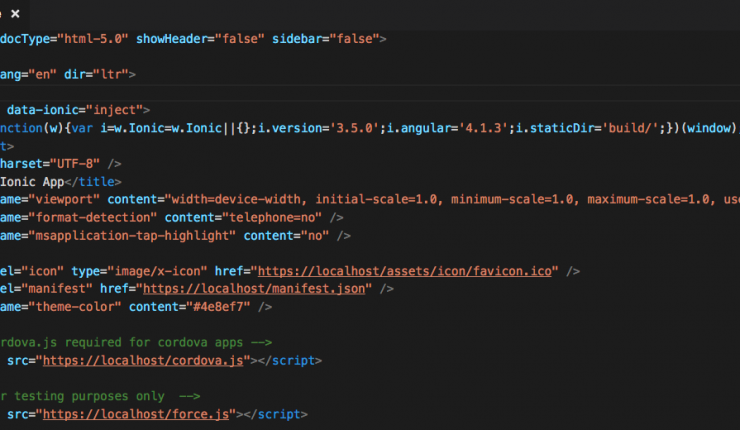 e ×
docType="html-5.0" showHeader="false" sidebar="false">
ang="en" dir="ltr">
data-ionic="inject">
nction(w){var i=w.Ionic=w.Ionic||{};i.version='3.5.0';i.angular='4.1.3';i.staticDir='build/';})(window);
t>
harset="UTF-8" />
Ionic App</title>
ame="viewport" content="width=device-width, initial-scale=1.0, minimum-scale=1.0, maximum-scale=1.0, use
ame="format-detection" content="telephone=no" />
ame="msapplication-tap-highlight" content="no" />
el="icon" type="image/x-icon" href="https://localhost/assets/icon/favicon.ico" />
el="manifest" href="https://localhost/manifest.json" />
ame="theme-color" content="#4e8ef7" />
rdova.js required for cordova apps -->
src="https://localhost/cordova.js"></script>
r testing purposes only  -->
src="https://localhost/force.js"></script>